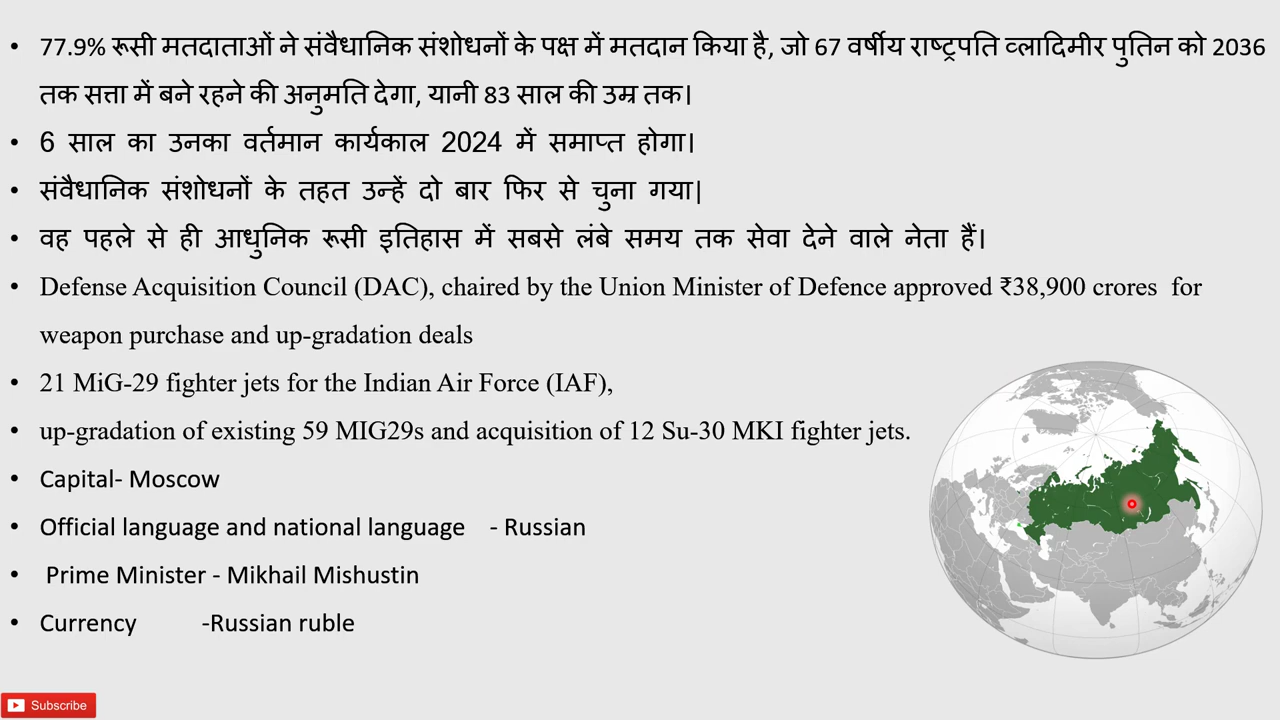 • 77.9% रूसी मतदाताओं ने संवैधानिक संशोधनों के पक्ष में मतदान किया है, जो 67 वर्षीय राष्ट्रपति व्लादिमीर पुतिन को 2036
तक सत्ता में बने रहने की अनुमति देगा, यानी 83 साल की उम्र तक।
• 6 साल का उनका वर्तमान कार्यकाल 2024 में समाप्त होगा।
• संवैधानिक संशोधनों के तहत उन्हें दो बार फिर से चुना गया|
• वह पहले से ही आधुनिक रूसी इतिहास में सबसे लंबे समय तक सेवा देने वाले नेता हैं।
• Defense Acquisition Council (DAC), chaired by the Union Minister of Defence approved ₹38,900 crores for
weapon purchase and up-gradation deals
• 21 MiG-29 fighter jets for the Indian Air Force (IAF),
• up-gradation of existing 59 MIG29s and acquisition of 12 Su-30 MKI fighter jets.
• Capital- Moscow
• Official language and national language - Russian
• Prime Minister - Mikhail Mishustin
• Currency -Russian ruble
Subscribe